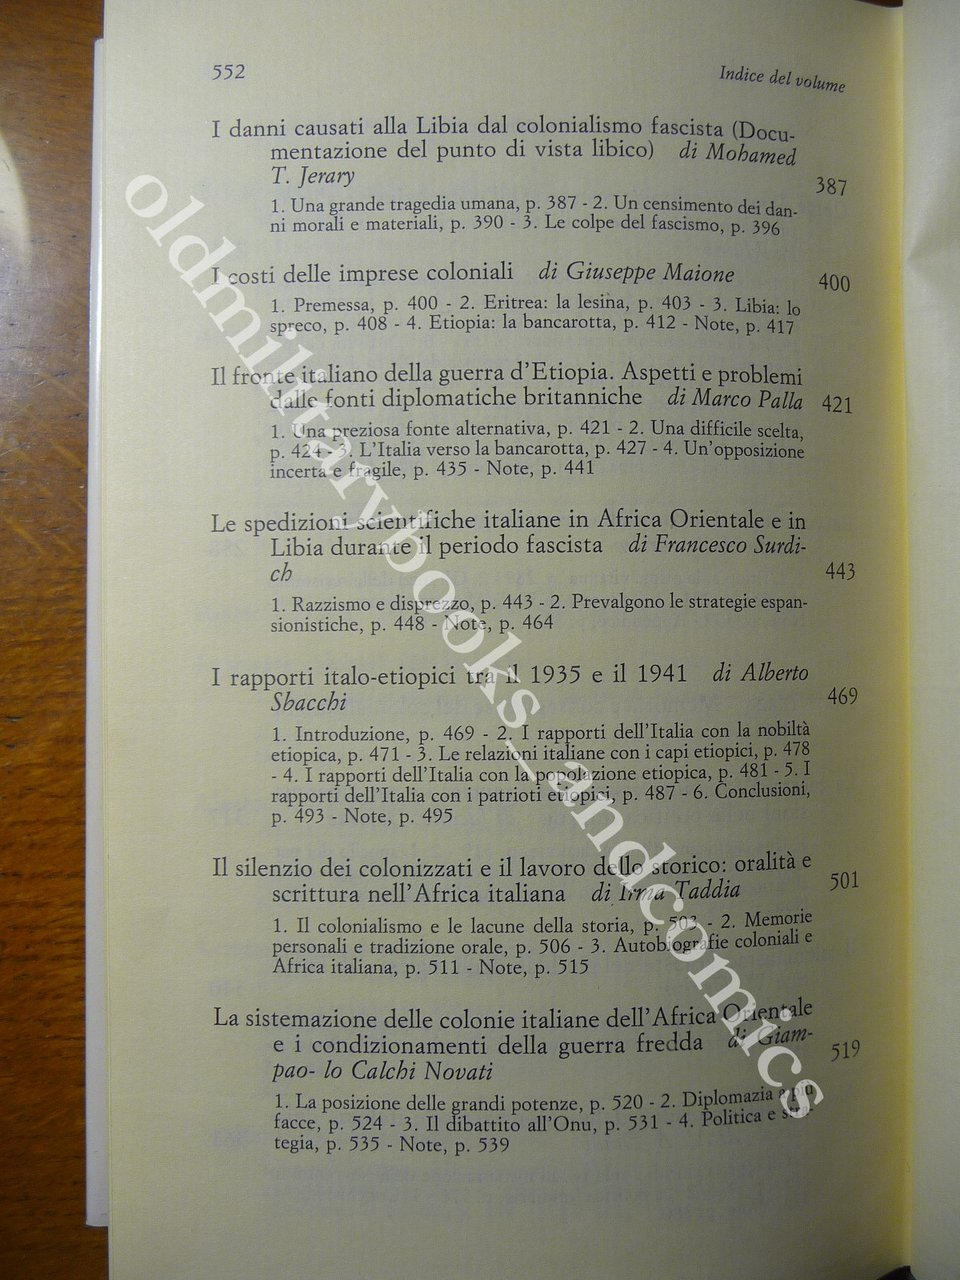 552
Indice del volume
I danni causati alla Libia dal colonialismo fascista (Docu-
mentazione del punto di vista libico) di Mohamed
T. Jerary
387
1. Una grande tragedia umana, p. 387 - 2. Un censimento dei dan-
ni morali e materiali, p. 390 - 3. Le colpe del fascismo, p. 396
I costi delle imprese coloniali di Giuseppe Maione
400
1. Premessa, p. 400 - 2. Eritrea: la lesina, p. 403 - 3. Libia: lo
spreco, p. 408 - 4. Etiopia: la bancarotta, p. 412 - Note, p. 417
Il fronte italiano della guerra d'Etiopia. Aspetti e problemi
dalle fonti diplomatiche britanniche di Marco Palla
421
1. Una preziosa fonte alternativa, p. 421 - 2. Una difficile scelta,
p. 424 - 3. L'Italia verso la bancarotta, p. 427 - 4. Un'opposizione
incerta e fragile, p. 435 - Note, p. 441
Le spedizioni scientifiche italiane in Africa Orientale e in
Libia durante il periodo fascista di Francesco Surdi-
ch
443
1. Razzismo e disprezzo, p. 443 - 2. Prevalgono le strategie espan-
sionistiche, p. 448 - Note, p. 464
I rapporti italo-etiopici tra il 1935 e il 1941 di Alberto
Sbacchi
469
1. Introduzione, p. 469 - 2. I rapporti dell'Italia con la nobiltà
etiopica, p. 471 - 3. Le relazioni italiane con i capi etiopici, p. 478
- 4. I rapporti dell'Italia con la popolazione etiopica, p. 481 - 5. I
rapporti dell'Italia con i patrioti etiopici, p. 487 - 6. Conclusioni,
p. 493 - Note, p. 495
Il silenzio dei colonizzati e il lavoro dello storico: oralità e
scrittura nell'Africa italiana di Irma Taddia
501
1. Il colonialismo e le lacune della storia, p. 503 - 2. Memorie
personali e tradizione orale, p. 506 - 3. Autobiografie coloniali e
Africa italiana, p. 511 - Note, p. 515
La sistemazione delle colonie italiane dell'Africa Orientale
e i condizionamenti della guerra fredda di Giam-
pao- lo Calchi Novati
519
1. La posizione delle grandi potenze, p. 520 - 2. Diplomazia a più
facce, p. 524 - 3. Il dibattito all'Onu, p. 531 - 4. Politica e stra-
tegia, p. 535 - Note, p. 539
oldmilitarybooks_andcomics